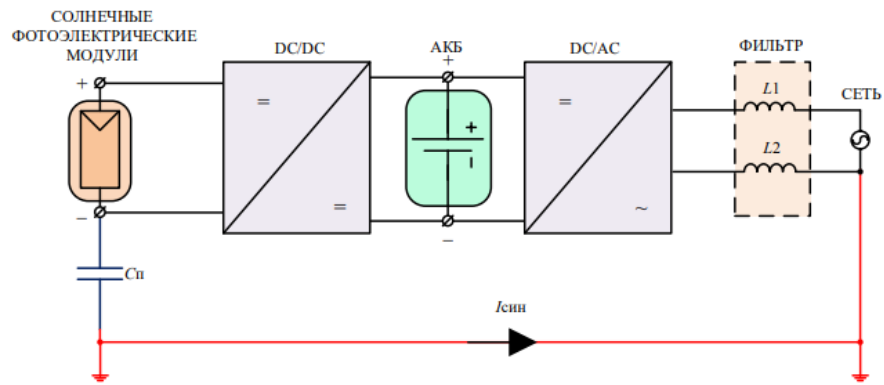 СОЛНЕЧНЫЕ
ФОТОЭЛЕКТРИЧЕСКИЕ
МОДУЛИ
DC/DC
АКБ
DC/AC
ФИЛЬТР
+
+
=
=
L1
СЕТЬ
+
-
L2
−
=
−
~
Cп
Iсин